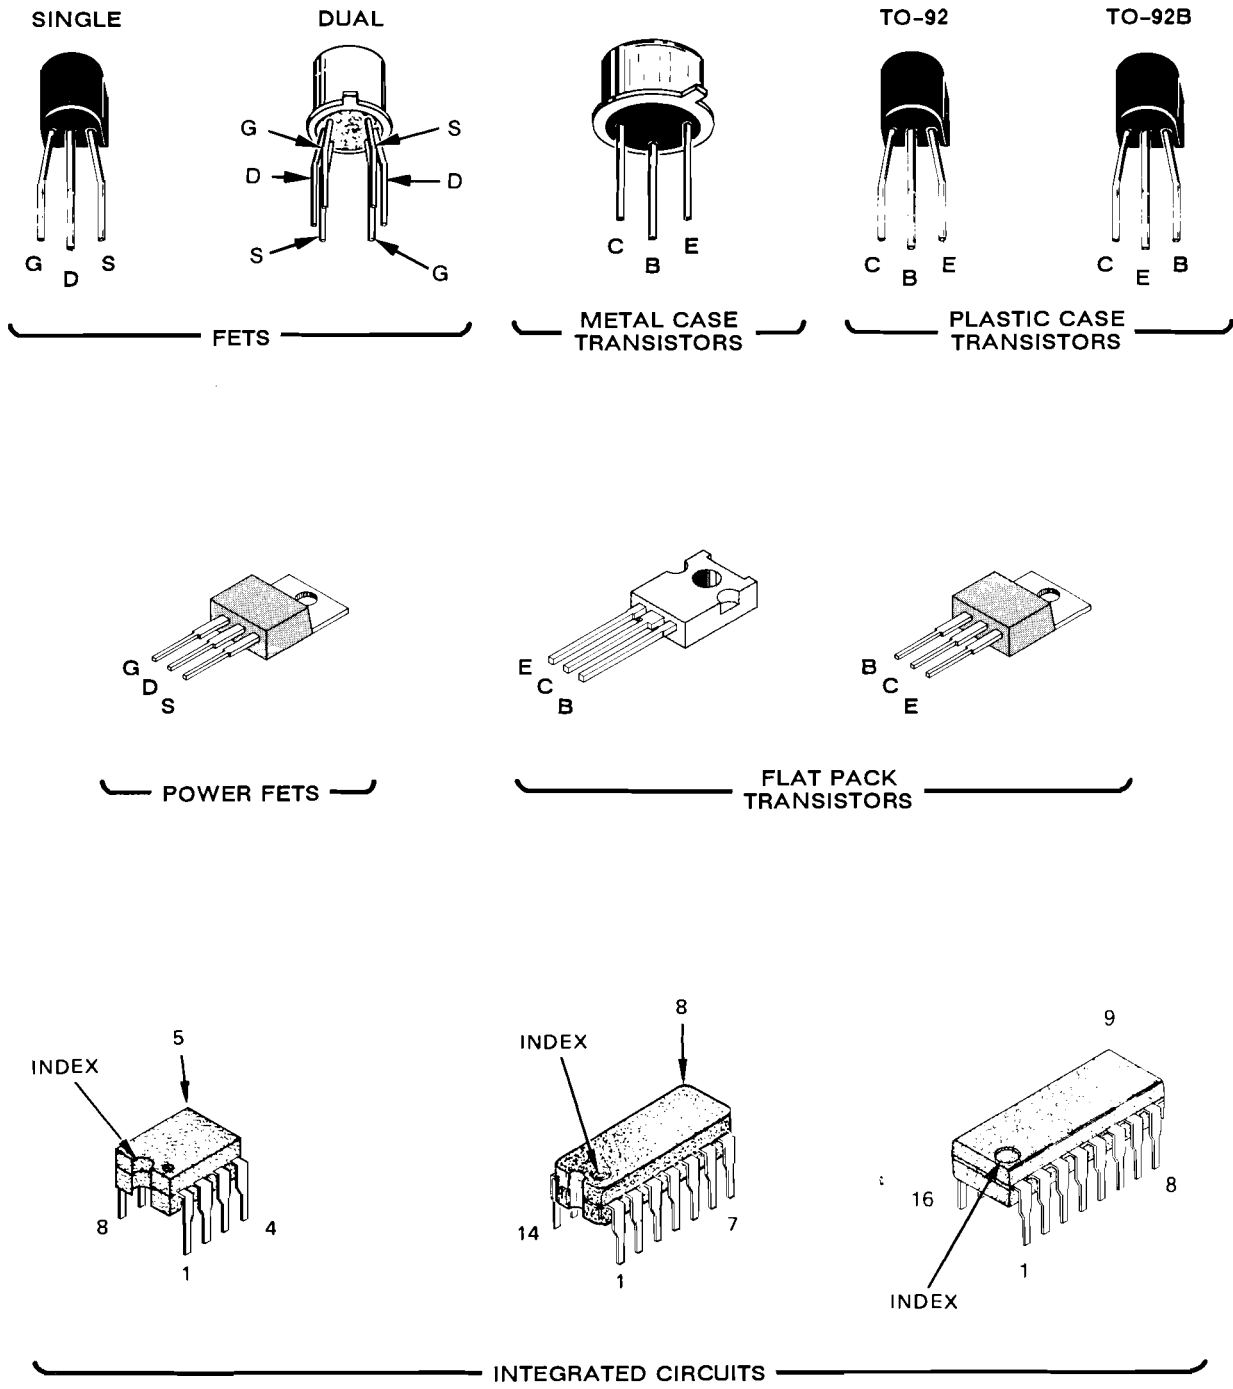 SINGLE
DUAL
TO-92
TO-92B
G
S
D
D
S
G
G
D
S
C
B
E
C
B
E
C
E
B
FETS
METAL CASE
TRANSISTORS
PLASTIC CASE
TRANSISTORS
G
D
S
E
C
B
B
C
E
POWER FETS
FLAT PACK
TRANSISTORS
5
INDEX
8
4
1
8
INDEX
14
7
1
9
16
8
1
INDEX
INTEGRATED CIRCUITS